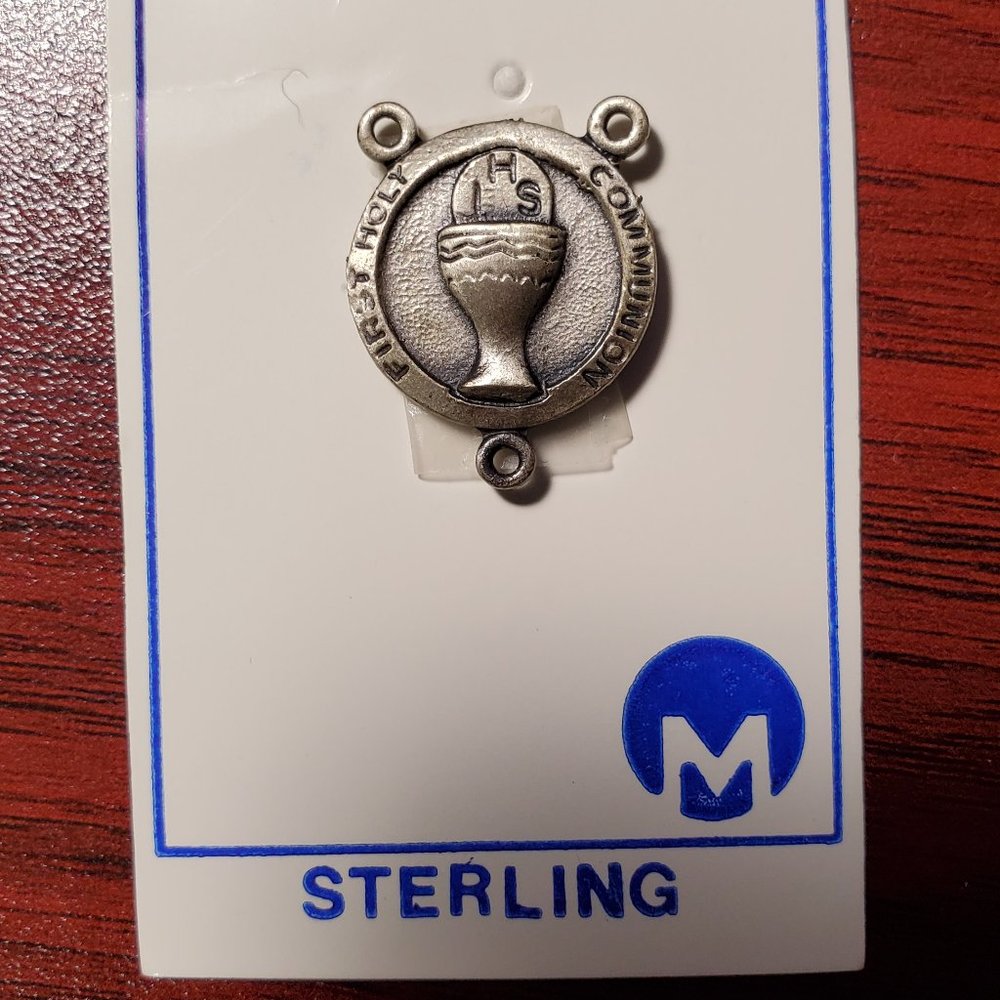 FIRST HOLY COMMUNION
IHS
M
STERLING